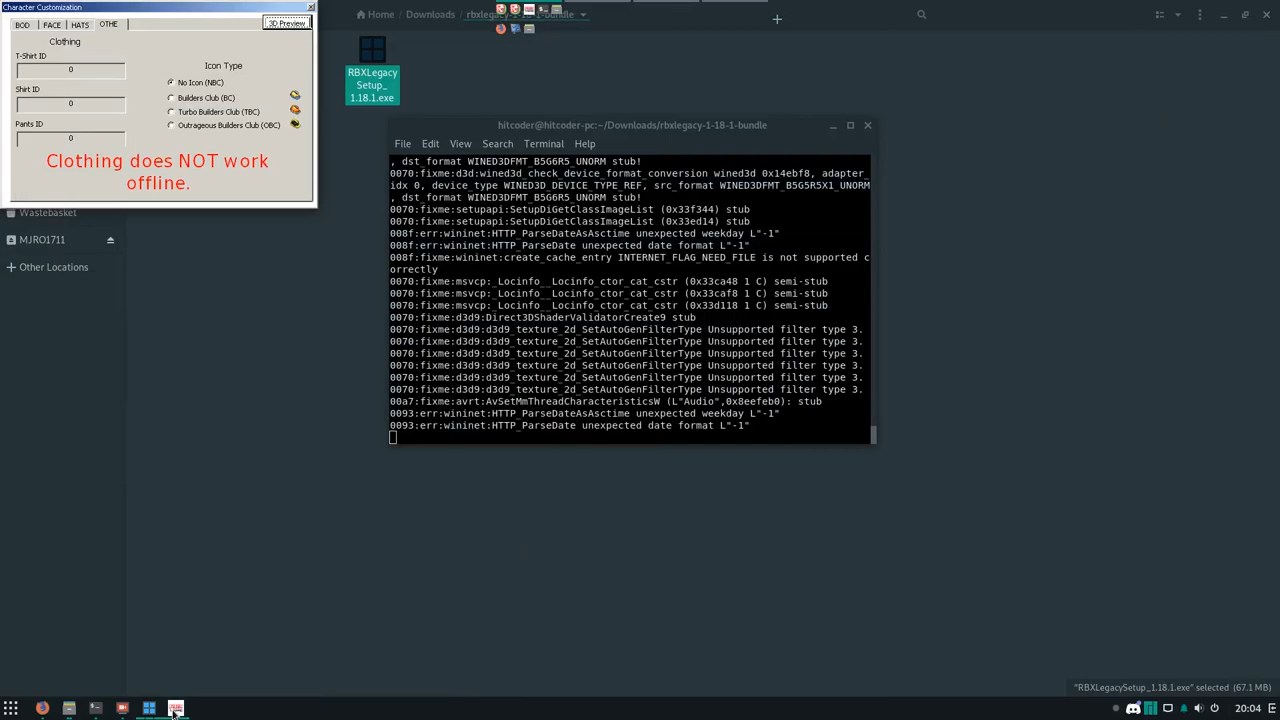 Character Customization
BOD
FACE
HATS
OTHE
3D Preview
Clothing
T-Shirt ID
0
Shirt ID
0
Pants ID
0
Icon Type
No Icon (NBC)
Builders Club (BC)
Turbo Builders Club (TBC)
Outrageous Builders Club (OBC)
Clothing does NOT work
offline.
Home
Downloads
rbxlegacy-1-18-1-bundle
RBXLegacy
Setup_
1.18.1.exe
Wastebasket
MJRO1711
Other Locations
hitcoder@hitcoder-pc:~/Downloads/rbxlegacy-1-18-1-bundle
File Edit View Search Terminal Help
, dst_format WINED3DFMT_B5G6R5_UNORM stub!
0070:fixme:d3d:wined3d_check_device_format_conversion wined3d 0x14ebf8, adapter_
idx 0, device_type WINED3D_DEVICE_TYPE_REF, src_format WINED3DFMT_B5G5R5X1_UNORM
, dst_format WINED3DFMT_B5G6R5_UNORM stub!
0070:fixme:setupapi:SetupDiGetClassImageList (0x33f344) stub
0070:fixme:setupapi:SetupDiGetClassImageList (0x33ed14) stub
008f:err:wininet:HTTP_ParseDateAsAsctime unexpected weekday L"-1"
008f:err:wininet:HTTP_ParseDate unexpected date format L"-1"
008f:fixme:wininet:create_cache_entry INTERNET_FLAG_NEED_FILE is not supported c
orrectly
0070:fixme:msvcp:_Locinfo__Locinfo_ctor_cat_cstr (0x33ca48 1 C) semi-stub
0070:fixme:msvcp:_Locinfo__Locinfo_ctor_cat_cstr (0x33caf8 1 C) semi-stub
0070:fixme:msvcp:_Locinfo__Locinfo_ctor_cat_cstr (0x33d118 1 C) semi-stub
0070:fixme:d3d9:Direct3DShaderValidatorCreate9 stub
0070:fixme:d3d9:d3d9_texture_2d_SetAutoGenFilterType Unsupported filter type 3.
0070:fixme:d3d9:d3d9_texture_2d_SetAutoGenFilterType Unsupported filter type 3.
0070:fixme:d3d9:d3d9_texture_2d_SetAutoGenFilterType Unsupported filter type 3.
0070:fixme:d3d9:d3d9_texture_2d_SetAutoGenFilterType Unsupported filter type 3.
0070:fixme:d3d9:d3d9_texture_2d_SetAutoGenFilterType Unsupported filter type 3.
0070:fixme:d3d9:d3d9_texture_2d_SetAutoGenFilterType Unsupported filter type 3.
00a7:fixme:avrt:AvSetMmThreadCharacteristicsW (L"Audio",0x8eefeb0): stub
0093:err:wininet:HTTP_ParseDateAsAsctime unexpected weekday L"-1"
0093:err:wininet:HTTP_ParseDate unexpected date format L"-1"
"RBXLegacySetup_1.18.1.exe" selected (67.1 MB)
20:04